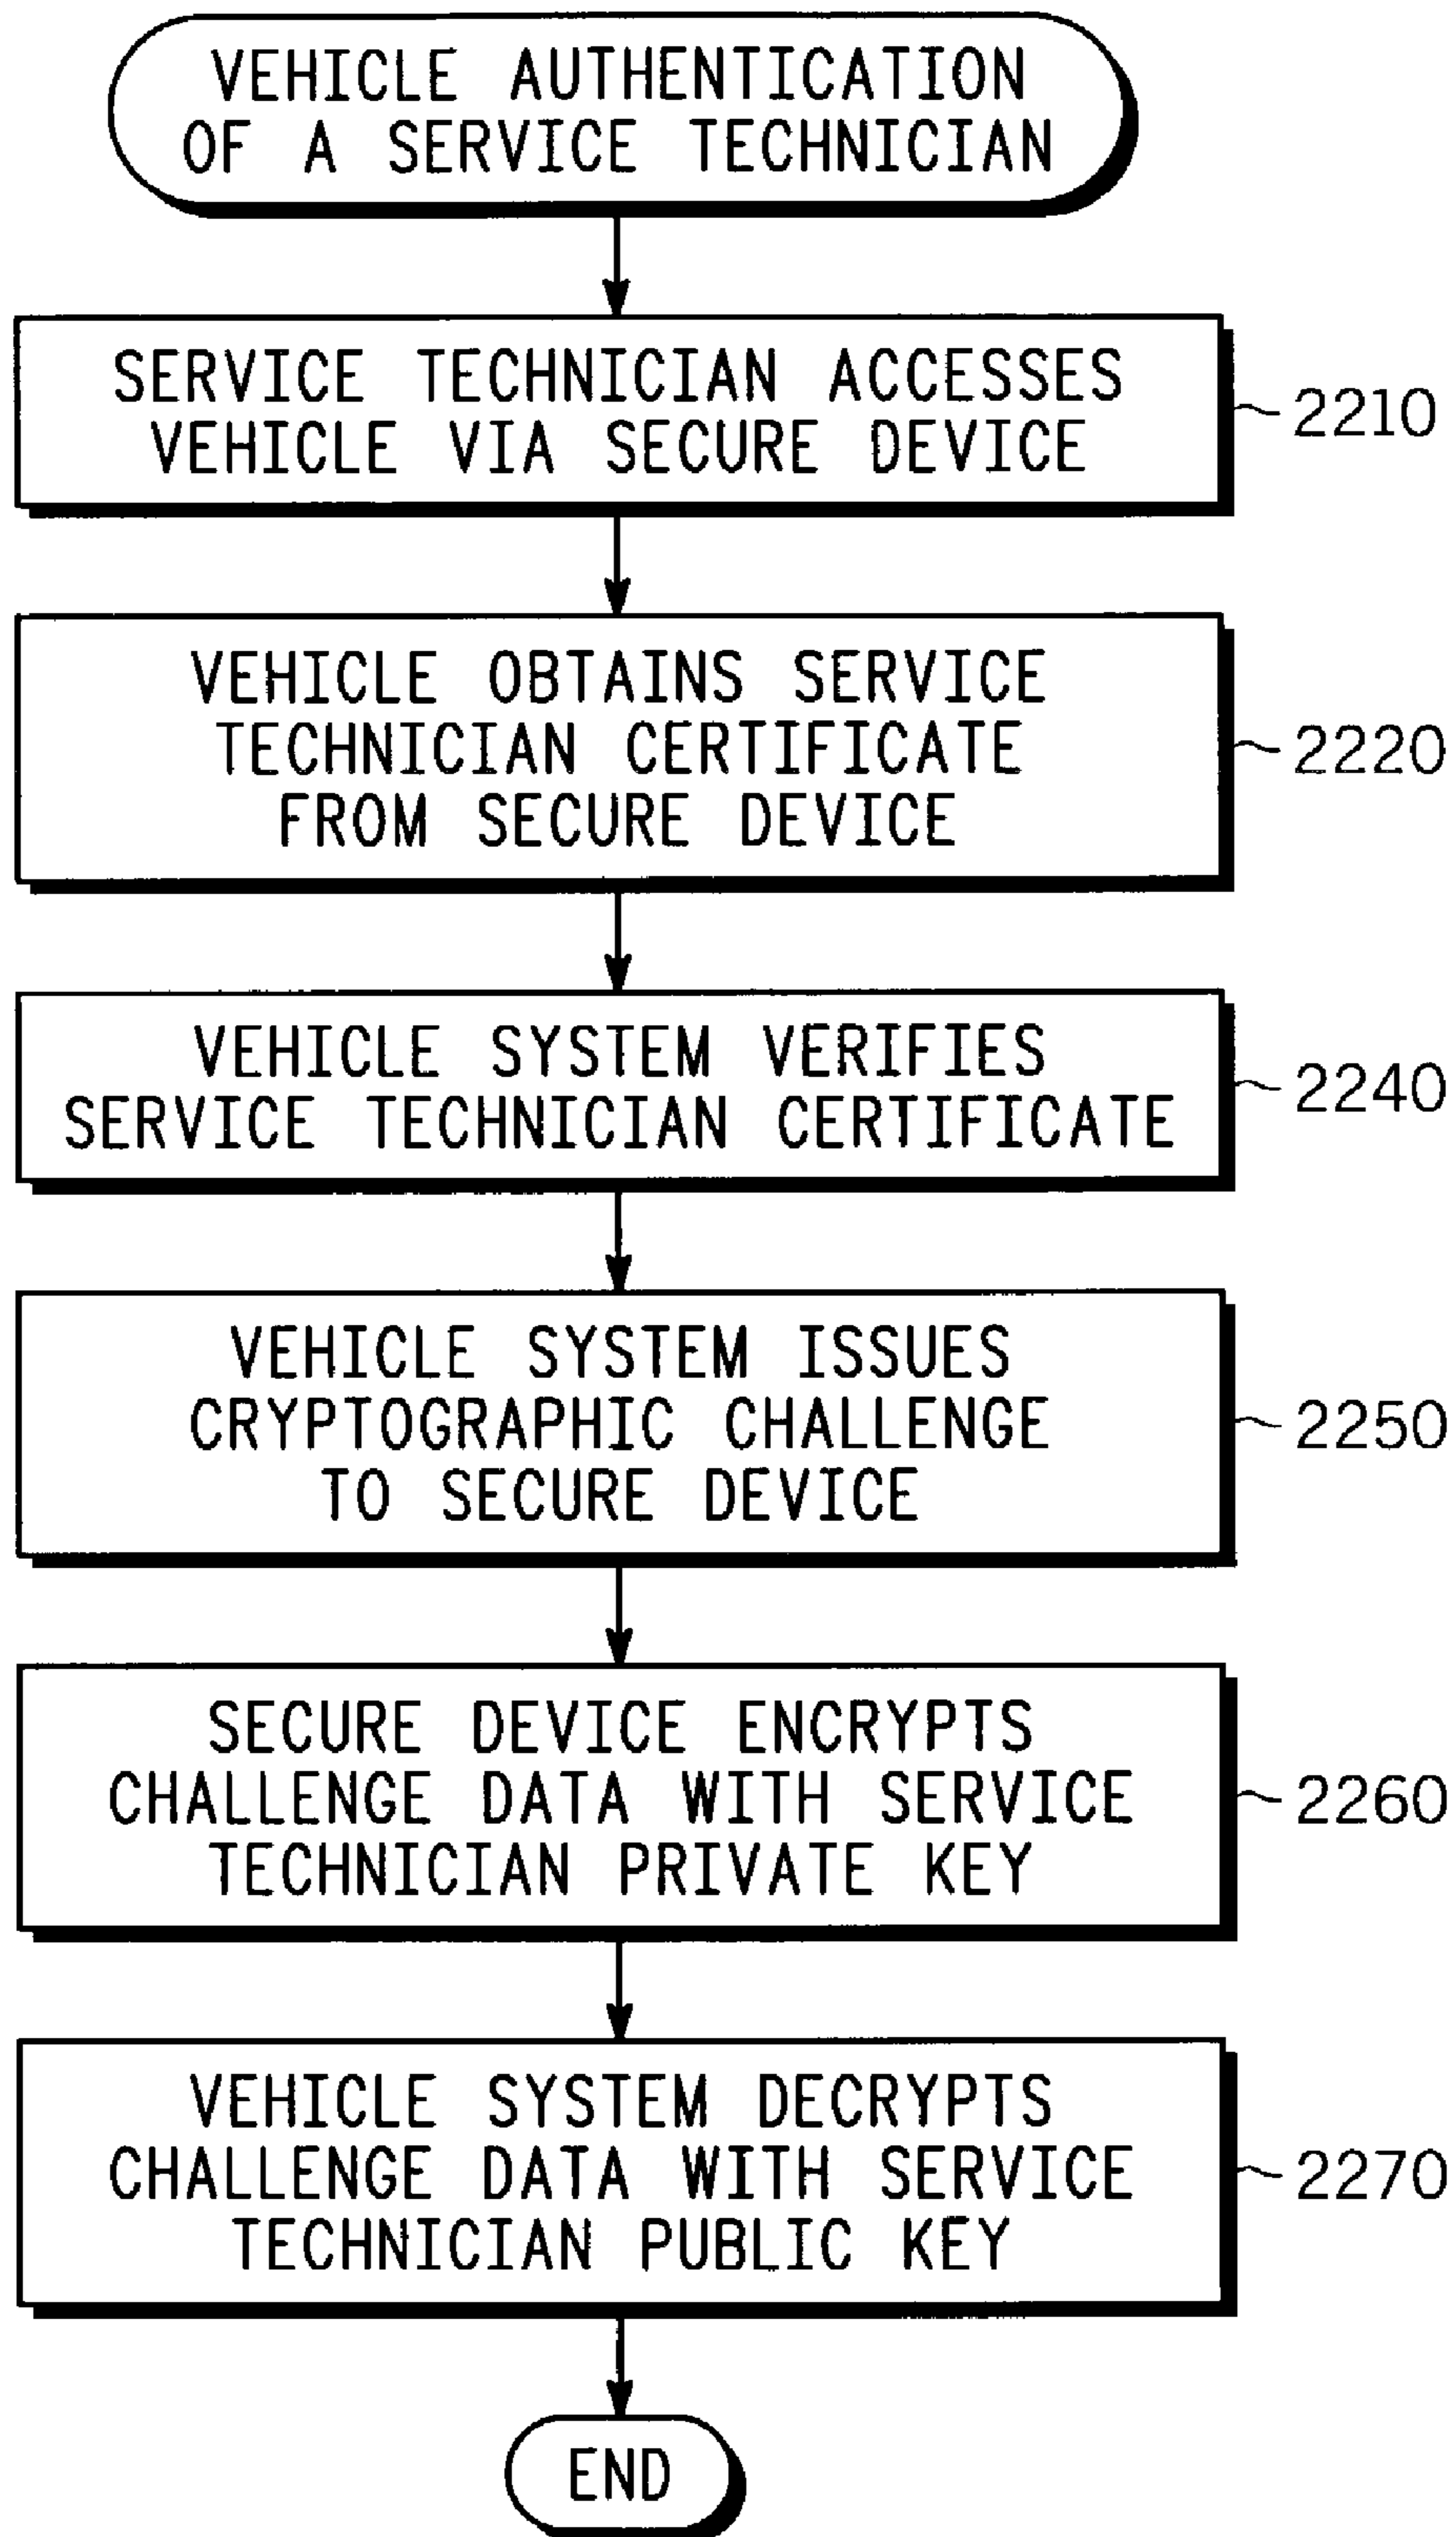 VEHICLE AUTHENTICATION
OF A SERVICE TECHNICIAN
SERVICE TECHNICIAN ACCESSES
VEHICLE VIA SECURE DEVICE
2210
VEHICLE OBTAINS SERVICE
TECHNICIAN CERTIFICATE
FROM SECURE DEVICE
2220
VEHICLE SYSTEM VERIFIES
SERVICE TECHNICIAN CERTIFICATE
2240
VEHICLE SYSTEM ISSUES
CRYPTOGRAPHIC CHALLENGE
TO SECURE DEVICE
2250
SECURE DEVICE ENCRYPTS
CHALLENGE DATA WITH SERVICE
TECHNICIAN PRIVATE KEY
2260
VEHICLE SYSTEM DECRYPTS
CHALLENGE DATA WITH SERVICE
TECHNICIAN PUBLIC KEY
2270
END